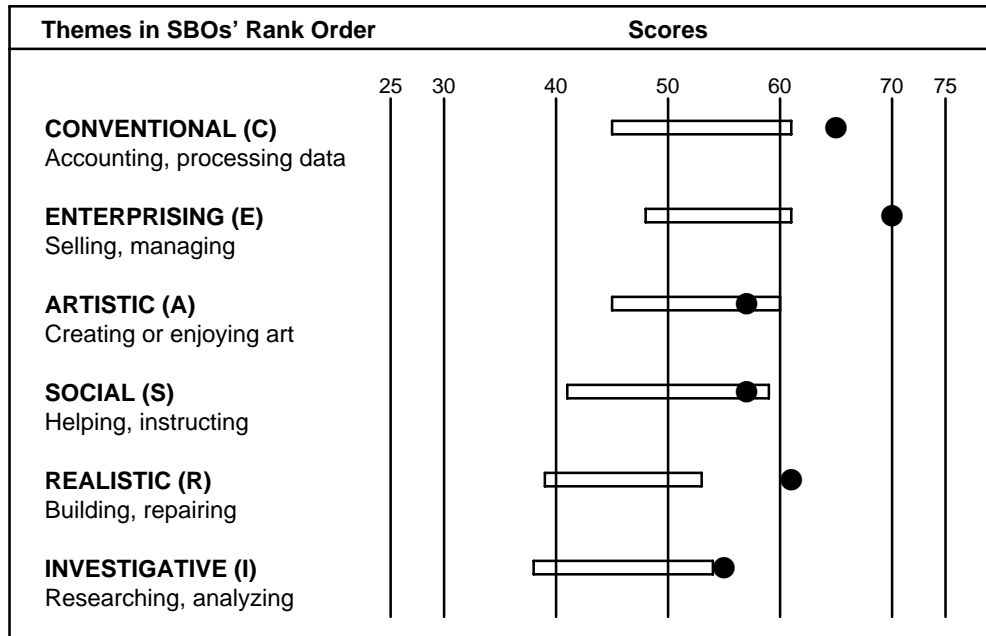 Themes in SBOs’ Rank Order Scores
25 30 40 50 60 70 75
CONVENTIONAL (C)
Accounting, processing data
ENTERPRISING (E)
Selling, managing
ARTISTIC (A)
Creating or enjoying art
SOCIAL (S)
Helping, instructing
REALISTIC (R)
Building, repairing
INVESTIGATIVE (I)
Researching, analyzing